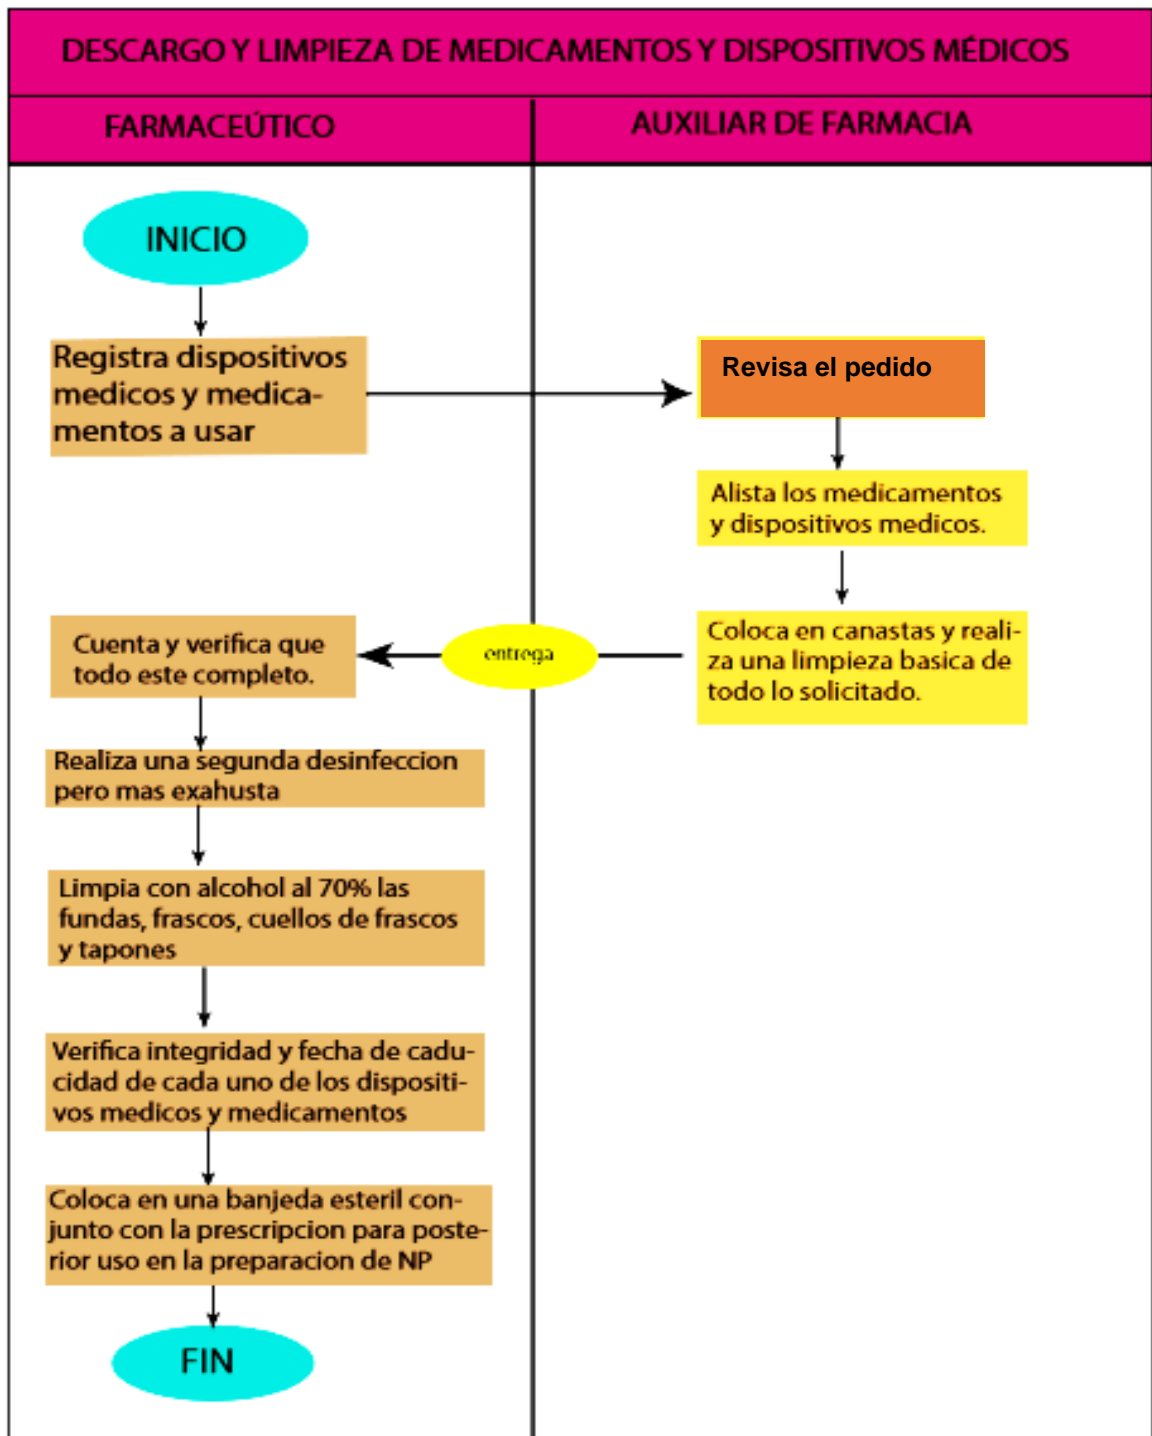 DESCARGO Y LIMPIEZA DE MEDICAMENTOS Y DISPOSITIVOS MÉDICOS
FARMACEÚTICO
AUXILIAR DE FARMACIA
INICIO
Registra dispositivos
medicos y medica-
mentos a usar
Revisa el pedido
Alista los medicamentos
y dispositivos medicos.
Coloca en canastas y reali-
za una limpieza basica de
todo lo solicitado.
entrega
Cuenta y verifica que
todo este completo.
Realiza una segunda desinfeccion
pero mas exahusta
Limpia con alcohol al 70% las
fundas, frascos, cuellos de frascos
y tapones
Verifica integridad y fecha de cadu-
cidad de cada uno de los dispositi-
vos medicos y medicamentos
Coloca en una banjeda esteril con-
junto con la prescripcion para poste-
rior uso en la preparacion de NP
FIN